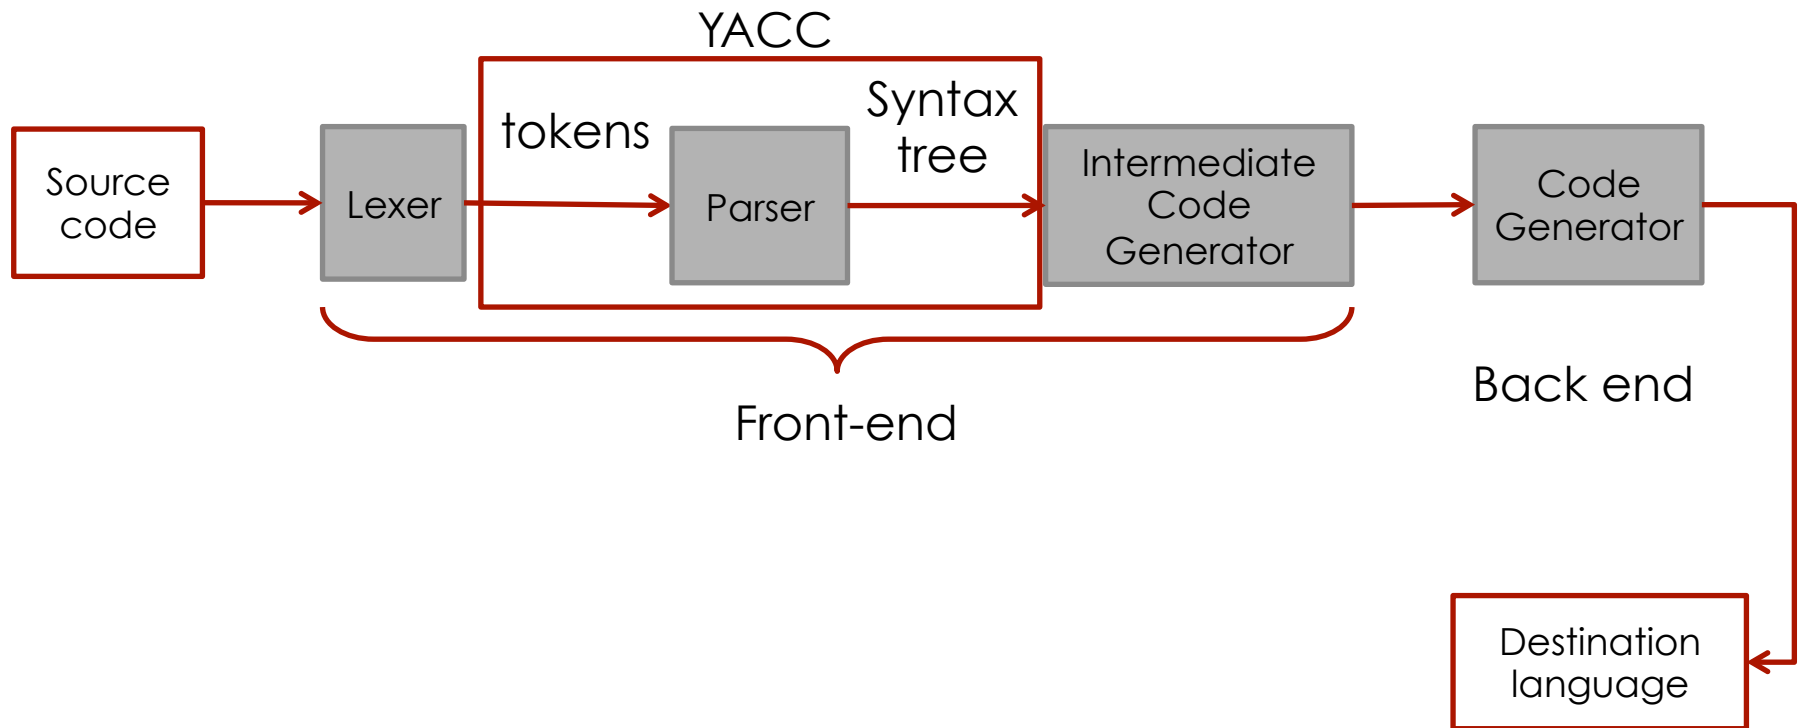 YACC
Source
code
Lexer
tokens
Parser
Syntax
tree
Intermediate
Code
Generator
Code
Generator
Front-end
Back end
Destination
language